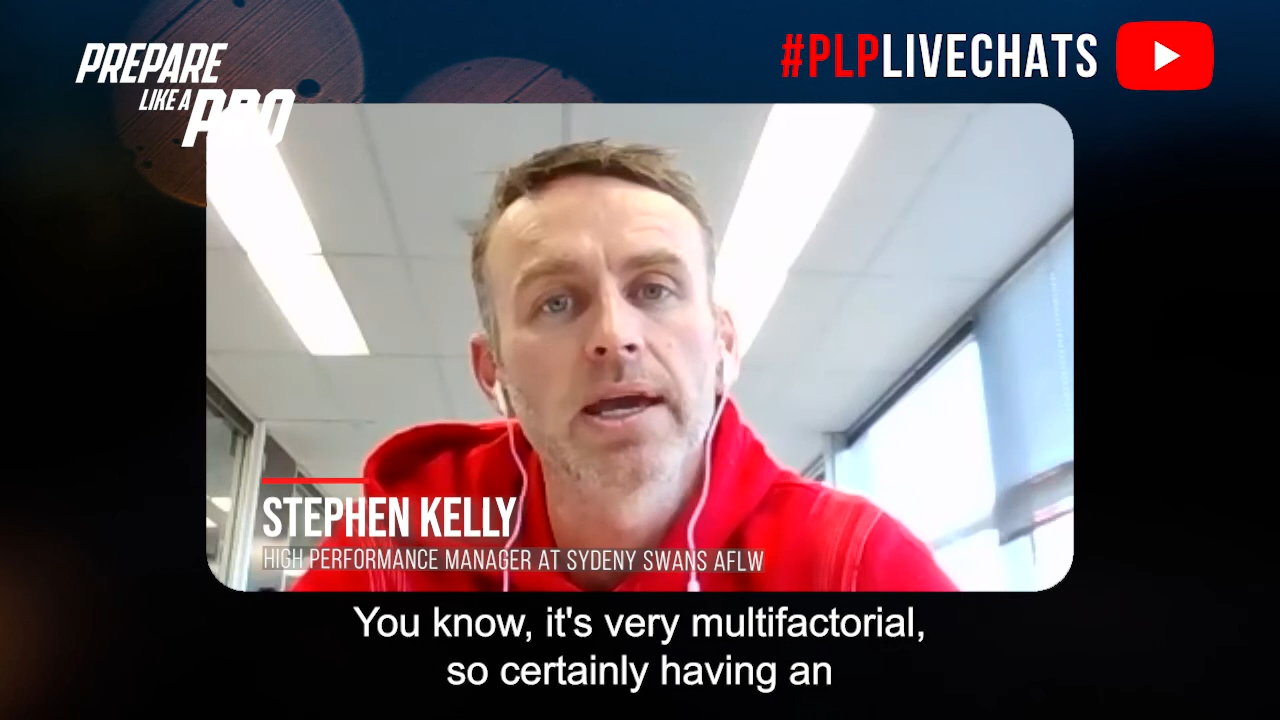 PREPARE
LIKE A PRO
#PLPLIVECHATS
STEPHEN KELLY
HIGH PERFORMANCE MANAGER AT SYDENY SWANS AFLW
You know, it's very multifactorial,
so certainly having an